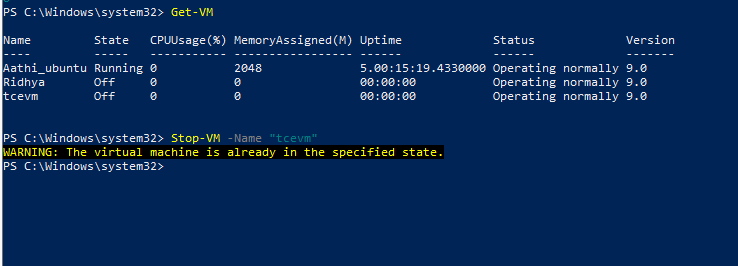 PS C:\Windows\system32> Get-VM
Name State CPUUsage(%) MemoryAssigned(M) Uptime Status Version
---- ----- ----------- ----------------- ------ ------ -------
Aathi_ubuntu Running 0 2048 5.00:15:19.4330000 Operating normally 9.0
Ridhya Off 0 0 00:00:00 Operating normally 9.0
tcevm Off 0 0 00:00:00 Operating normally 9.0
PS C:\Windows\system32> Stop-VM -Name "tcevm"
WARNING: The virtual machine is already in the specified state.
PS C:\Windows\system32>